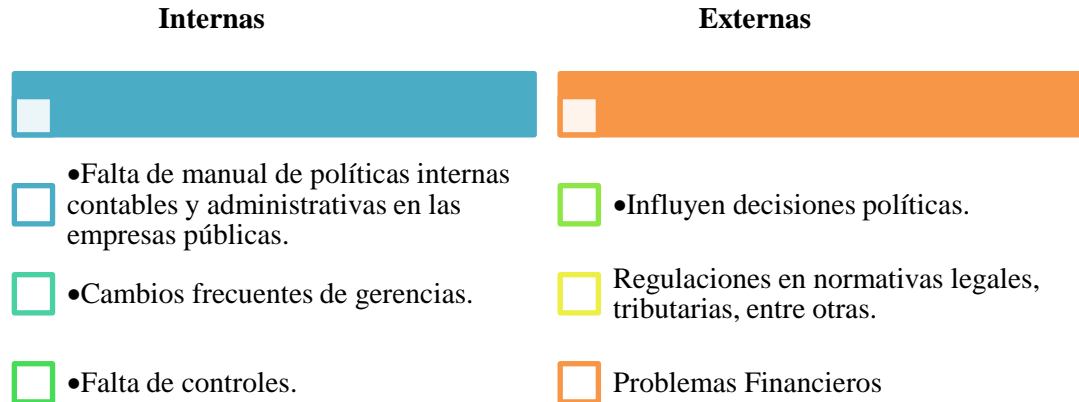 Internas
Externas
•Falta de manual de políticas internas
contables y administrativas en las
empresas públicas.
•Cambios frecuentes de gerencias.
•Falta de controles.
•Influyen decisiones políticas.
Regulaciones en normativas legales,
tributarias, entre otras.
Problemas Financieros